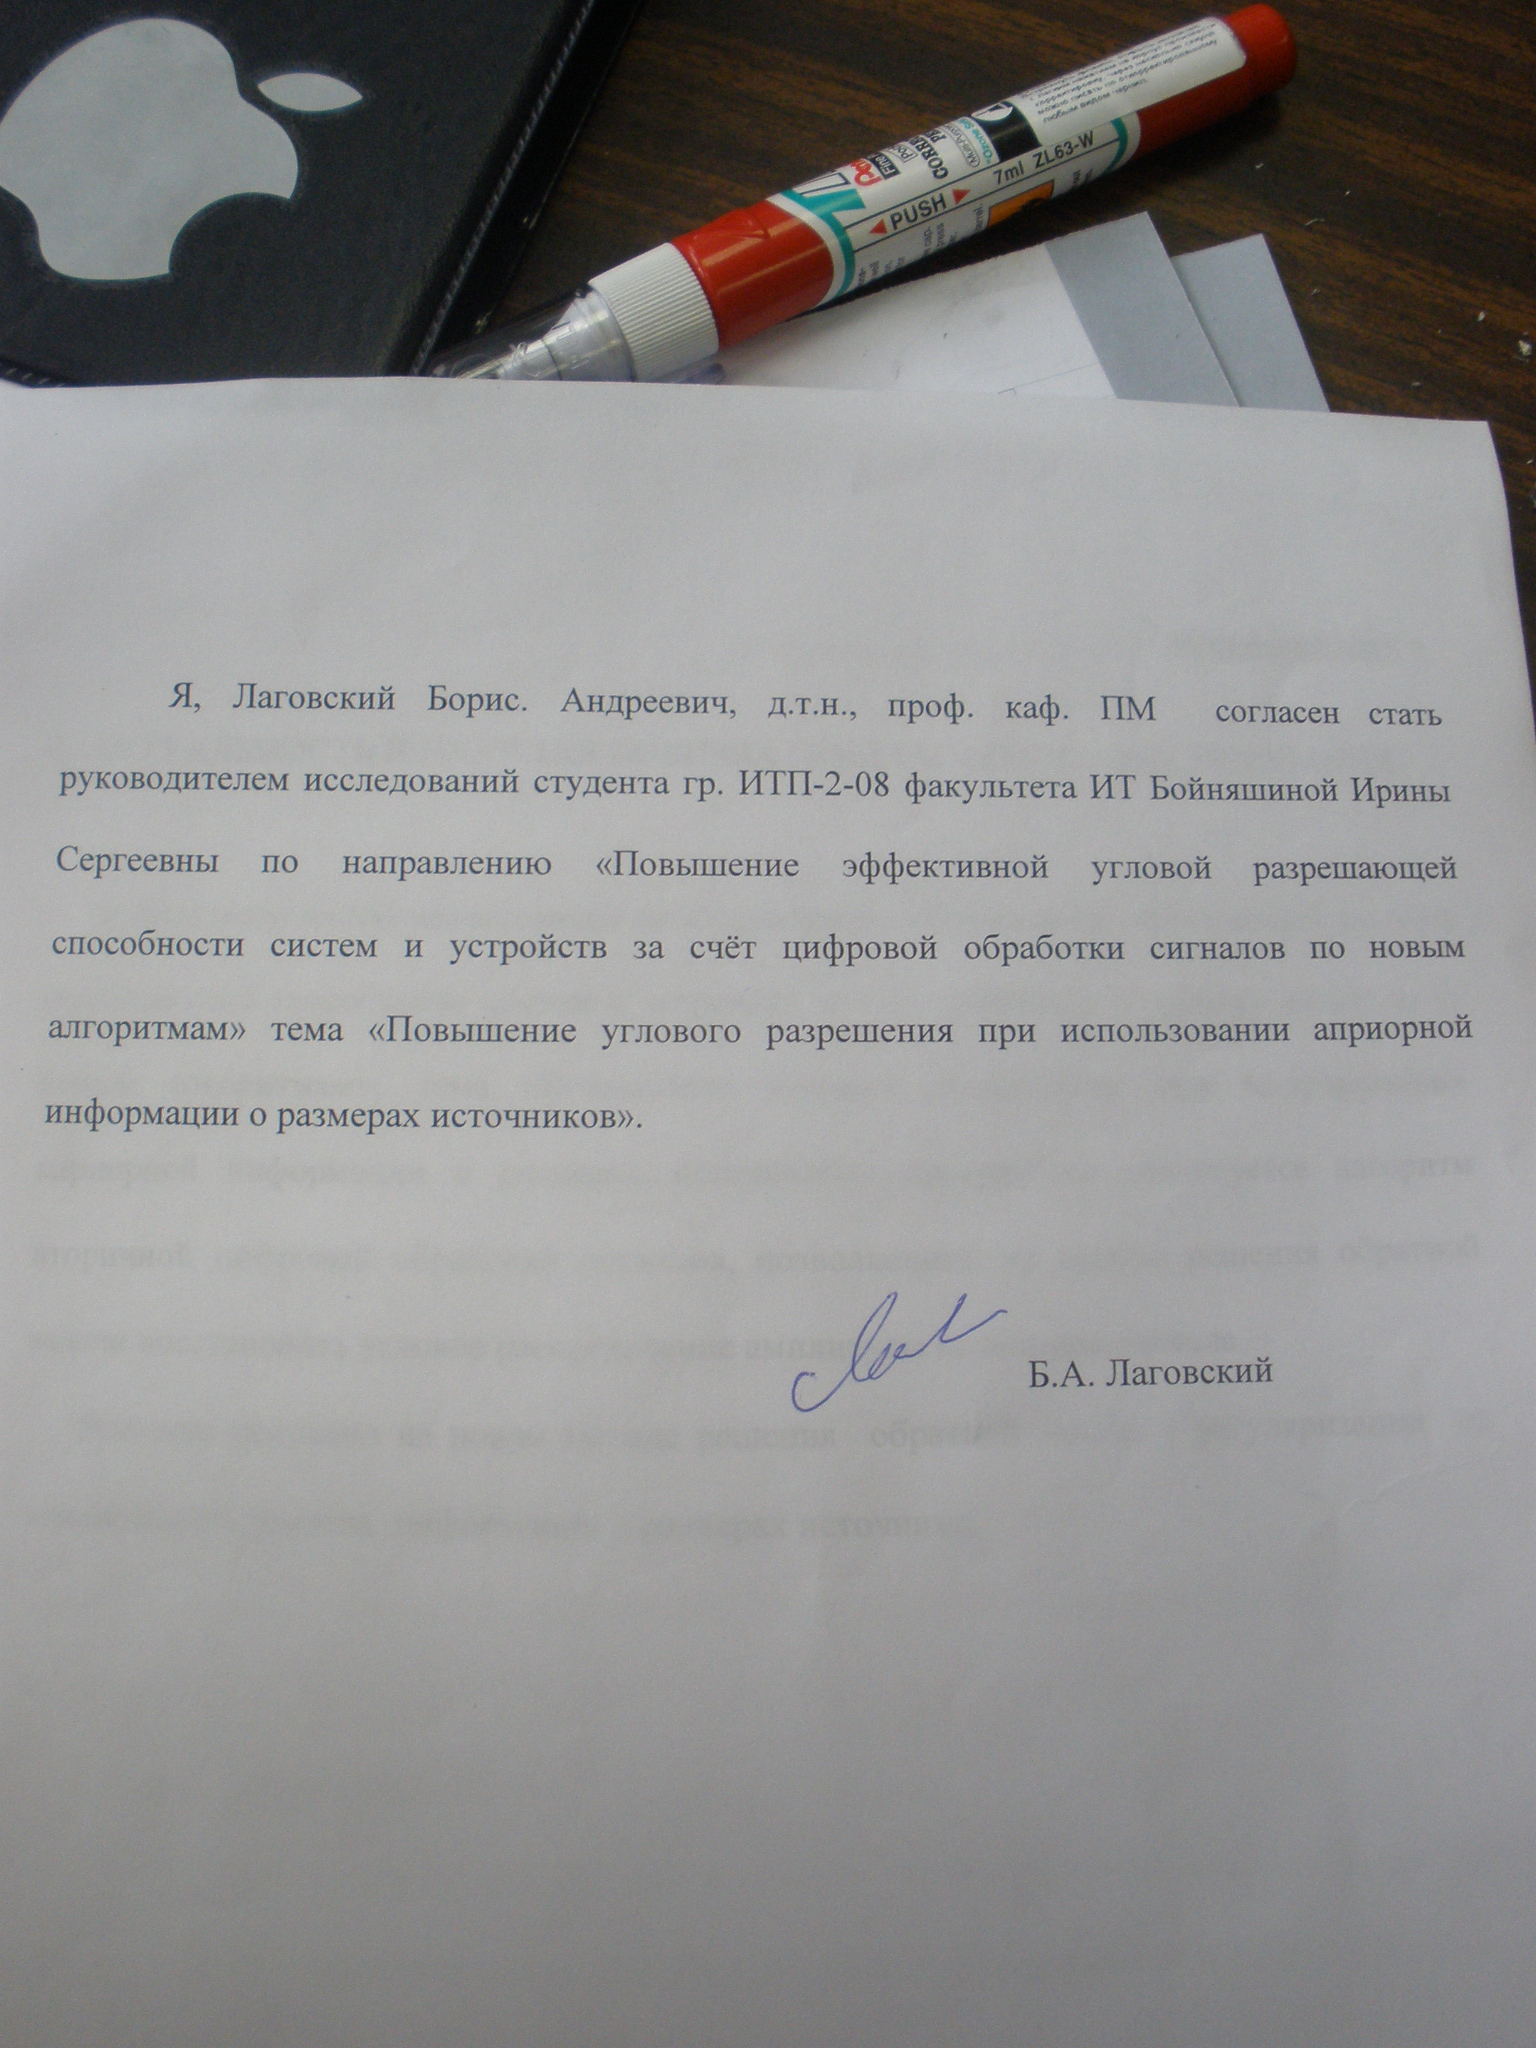 ◄PUSH► 7ml ZL63-W
Я, Лаговский Борис. Андреевич, д.т.н., проф. каф. ПМ согласен стать
руководителем исследований студента гр. ИТП-2-08 факультета ИТ Бойняшиной Ирины
Сергеевны по направлению «Повышение эффективной угловой разрешающей
способности систем и устройств за счёт цифровой обработки сигналов по новым
алгоритмам» тема «Повышение углового разрешения при использовании априорной
информации о размерах источников».
Б.А. Лаговский